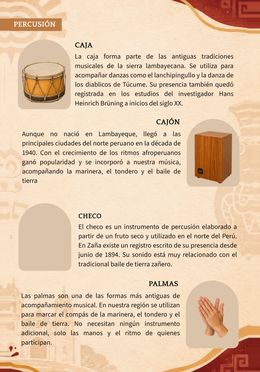 PERCUSIÓN
CAJA
La caja forma parte de las antiguas tradiciones
musicales de la sierra lambayecana. Se utiliza para
acompañar danzas como el lanchipingullo y la danza de
los diablicos de Túcume. Su presencia también quedó
registrada en los estudios del investigador Hans
Heinrich Brüning a inicios del siglo XX.
CAJÓN
Aunque no nació en Lambayeque, llegó a las
principales ciudades del norte peruano en la década de
1940. Con el crecimiento de los ritmos afroperuanos
ganó popularidad y se incorporó a nuestra música,
acompañando la marinera, el tondero y el baile de
tierra
CHECO
El checo es un instrumento de percusión elaborado a
partir de un fruto seco y utilizado en el norte del Perú.
En Zaña existe un registro escrito de su presencia desde
junio de 1894. Su sonido está muy relacionado con el
tradicional baile de tierra zañero.
PALMAS
Las palmas son una de las formas más antiguas de
acompañamiento musical. En nuestra región se utilizan
para marcar el compás de la marinera, el tondero y el
baile de tierra. No necesitan ningún instrumento
adicional, solo las manos y el ritmo de quienes
participan.